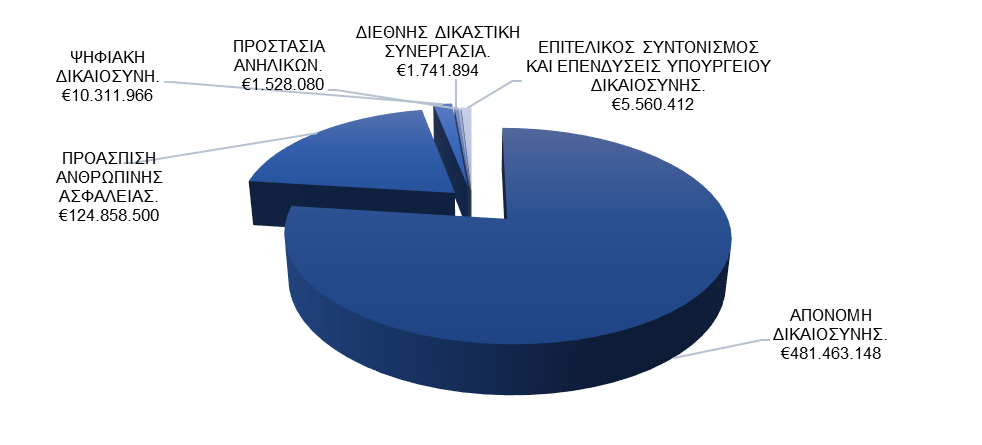 ΨΗΦΙΑΚΗ
ΔΙΚΑΙΟΣΥΝΗ.
€10.311.966
ΠΡΟΣΤΑΣΙΑ
ΑΝΗΛΙΚΩΝ.
€1.528.080
ΔΙΕΘΝΗΣ ΔΙΚΑΣΤΙΚΗ
ΣΥΝΕΡΓΑΣΙΑ.
€1.741.894
ΕΠΙΤΕΛΙΚΟΣ ΣΥΝΤΟΝΙΣΜΟΣ
ΚΑΙ ΕΠΕΝΔΥΣΕΙΣ ΥΠΟΥΡΓΕΙΟΥ
ΔΙΚΑΙΟΣΥΝΗΣ.
€5.560.412
ΠΡΟΑΣΠΙΣΗ
ΑΝΘΡΩΠΙΝΗΣ
ΑΣΦΑΛΕΙΑΣ.
€124.858.500
ΑΠΟΝΟΜΗ
ΔΙΚΑΙΟΣΥΝΗΣ.
€481.463.148